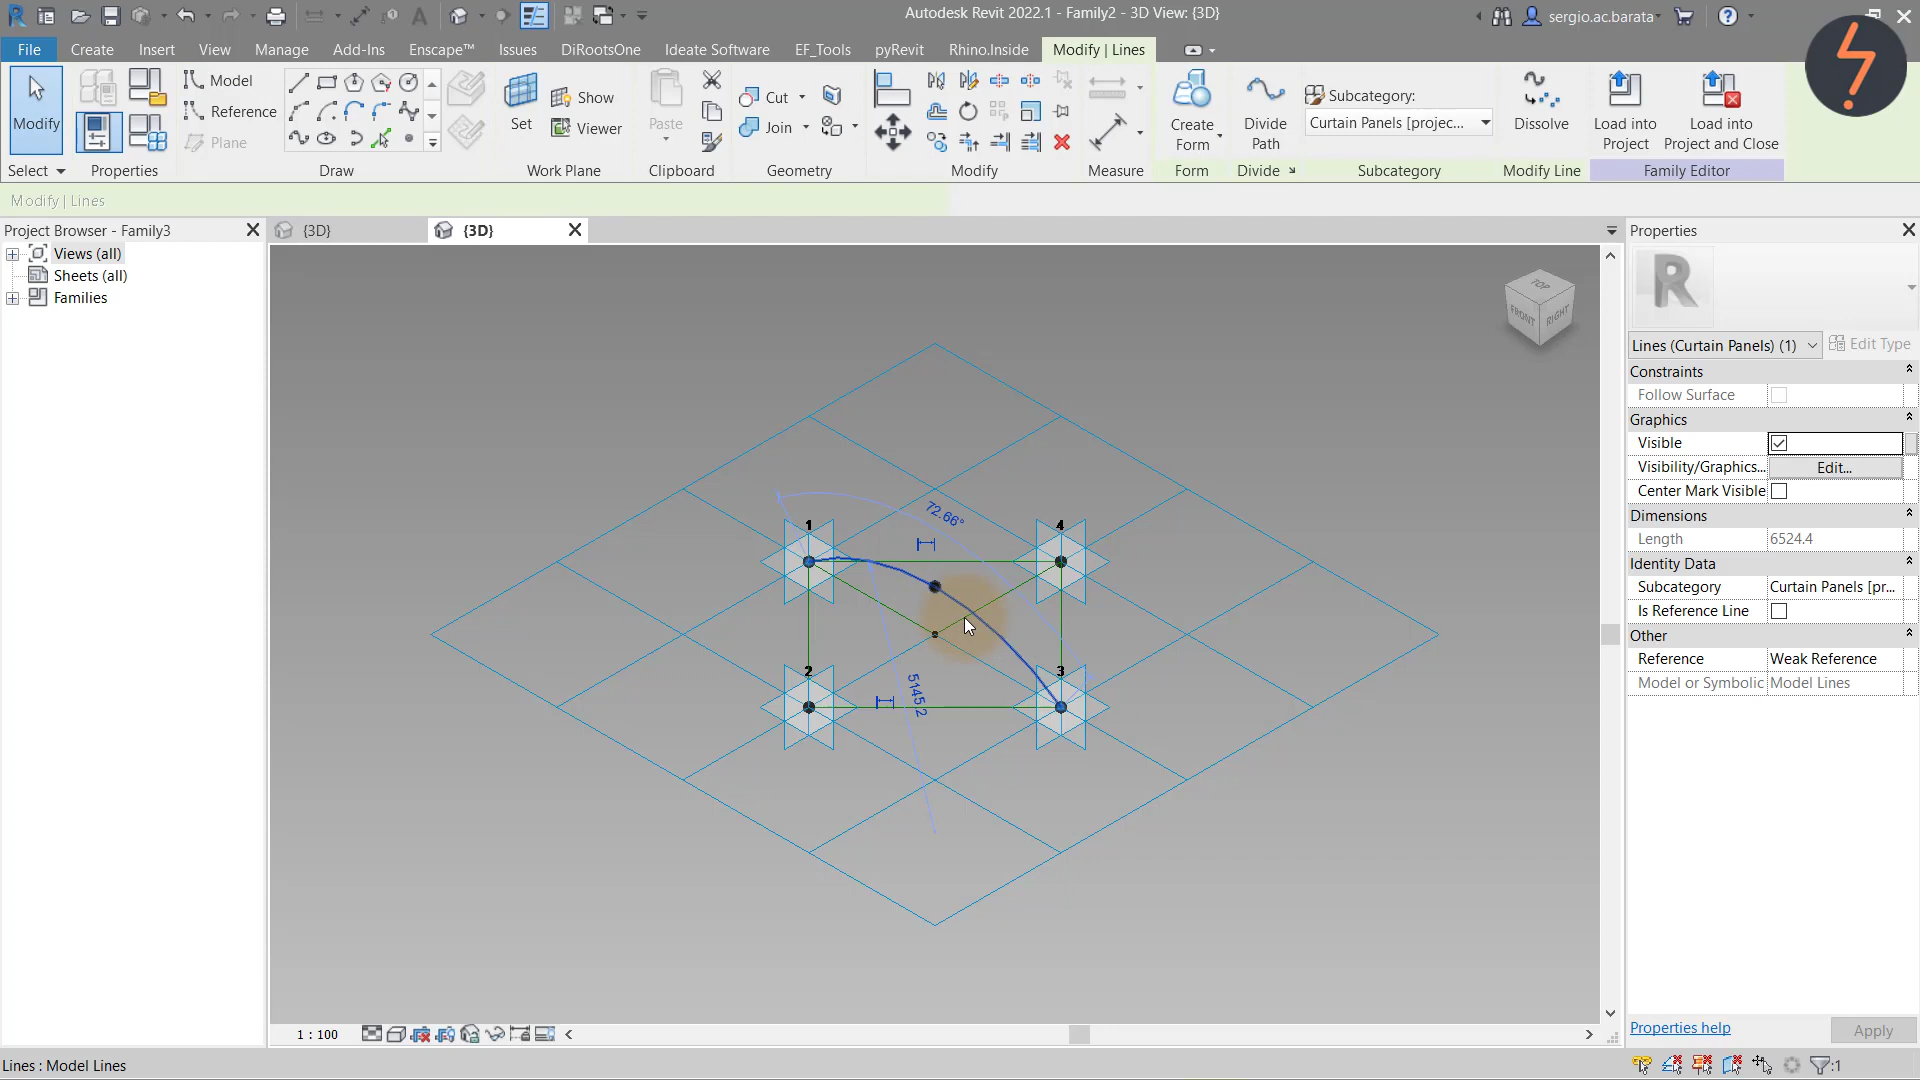 Autodesk Revit 2022.1 - Family2 - 3D View: {3D}
sergio.ac.barata
File Create Insert View Manage Add-Ins Enscape™ Issues DiRootsOne Ideate Software EF_Tools pyRevit Rhino.Inside Modify | Lines
Modify
Model
Reference
Plane
Set
Show
Viewer
Paste
Cut
Join
Create Form
Divide Path
Subcategory:
Curtain Panels [projec...
Dissolve
Load into Project
Load into Project and Close
Select Properties Draw Work Plane Clipboard Geometry Modify Measure Form Divide Subcategory Modify Line Family Editor
Modify | Lines
Project Browser - Family3
Views (all)
Sheets (all)
Families
{3D}
{3D}
TOP
FRONT
RIGHT
72.66°
1
4
2
3
5145.2
Properties
R
Lines (Curtain Panels) (1)
Edit Type
Constraints
Follow Surface
Graphics
Visible
Visibility/Graphics... Edit...
Center Mark Visible
Dimensions
Length 6524.4
Identity Data
Subcategory Curtain Panels [pr...
Is Reference Line
Other
Reference Weak Reference
Model or Symbolic Model Lines
Properties help
Apply
1 : 100
Lines : Model Lines
:1